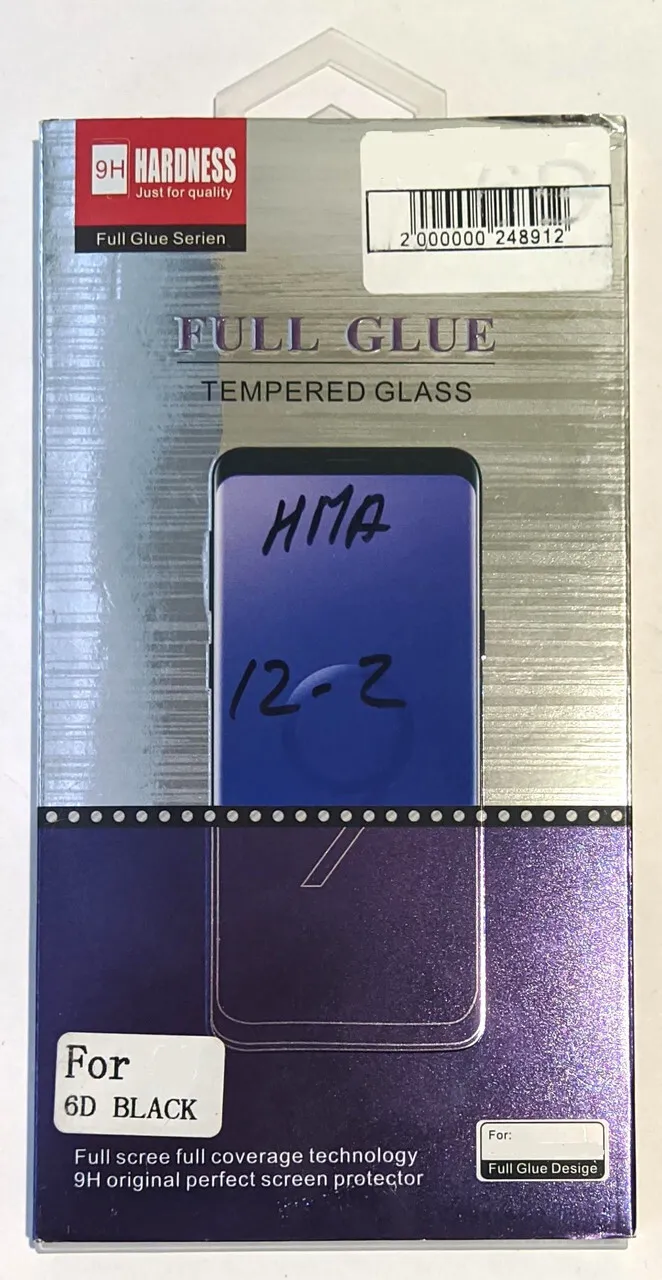 9H HARDNESS
Just for quality
Full Glue Serien
2 000000 248912
FULL GLUE
TEMPERED GLASS
HMA
12-2
For
6D BLACK
Full scree full coverage technology
9H original perfect screen protector
For:
Full Glue Desige